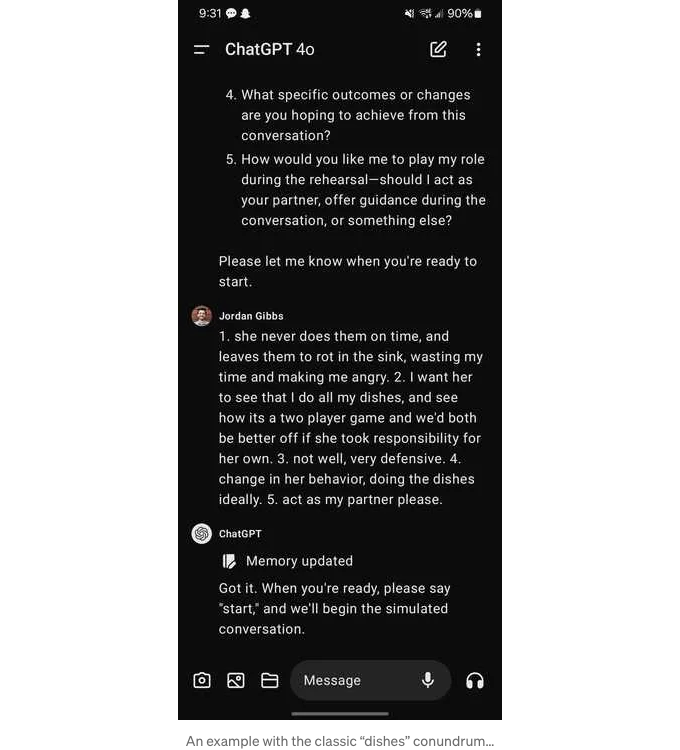 9:31 90%
ChatGPT 4o
4. What specific outcomes or changes
are you hoping to achieve from this
conversation?
5. How would you like me to play my role
during the rehearsal—should I act as
your partner, offer guidance during the
conversation, or something else?
Please let me know when you're ready to
start.
Jordan Gibbs
1. she never does them on time, and
leaves them to rot in the sink, wasting my
time and making me angry. 2. I want her
to see that I do all my dishes, and see
how its a two player game and we'd both
be better off if she took responsibility for
her own. 3. not well, very defensive. 4.
change in her behavior, doing the dishes
ideally. 5. act as my partner please.
ChatGPT
Memory updated
Got it. When you're ready, please say
"start," and we'll begin the simulated
conversation.
Message
An example with the classic “dishes” conundrum...